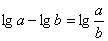 lg a − lg b = lg a/b